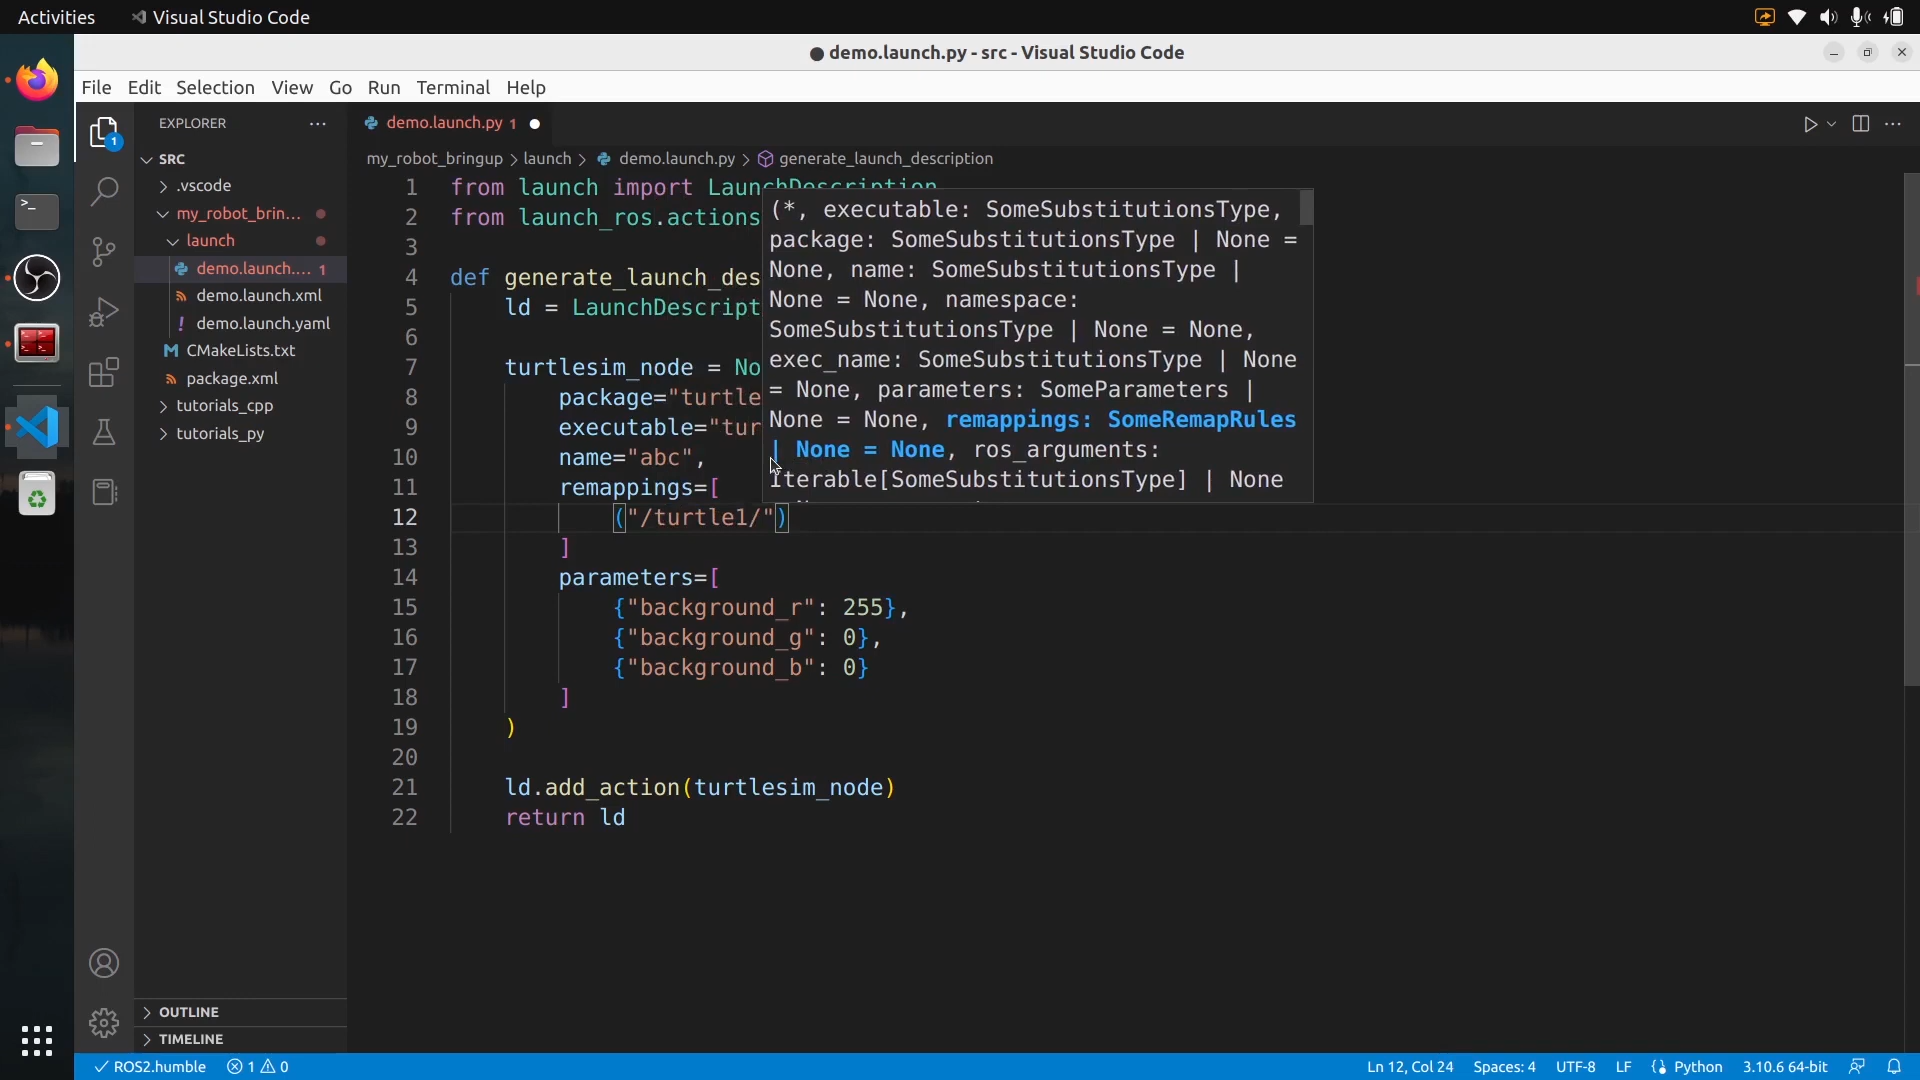 Activities
Visual Studio Code
● demo.launch.py - src - Visual Studio Code
File Edit Selection View Go Run Terminal Help
EXPLORER
SRC
.vscode
my_robot_brin...
launch
demo.launch.... 1
demo.launch.xml
demo.launch.yaml
CMakeLists.txt
package.xml
tutorials_cpp
tutorials_py
OUTLINE
TIMELINE
demo.launch.py 1
my_robot_bringup > launch > demo.launch.py > generate_launch_description
1 from launch import LaunchDescription
2 from launch_ros.actions
3
4 def generate_launch_des
5 ld = LaunchDescript
6
7 turtlesim_node = No
8 package="turtle
9 executable="tur
10 name="abc",
11 remappings=[
12 ("/turtle1/")
13 ]
14 parameters=[
15 {"background_r": 255},
16 {"background_g": 0},
17 {"background_b": 0}
18 ]
19 )
20
21 ld.add_action(turtlesim_node)
22 return ld
(*, executable: SomeSubstitutionsType,
package: SomeSubstitutionsType | None =
None, name: SomeSubstitutionsType |
None = None, namespace:
SomeSubstitutionsType | None = None,
exec_name: SomeSubstitutionsType | None
= None, parameters: SomeParameters |
None = None, remappings: SomeRemapRules
| None = None, ros_arguments:
Iterable[SomeSubstitutionsType] | None
1
ROS2.humble 1 0
Ln 12, Col 24 Spaces: 4 UTF-8 LF Python 3.10.6 64-bit